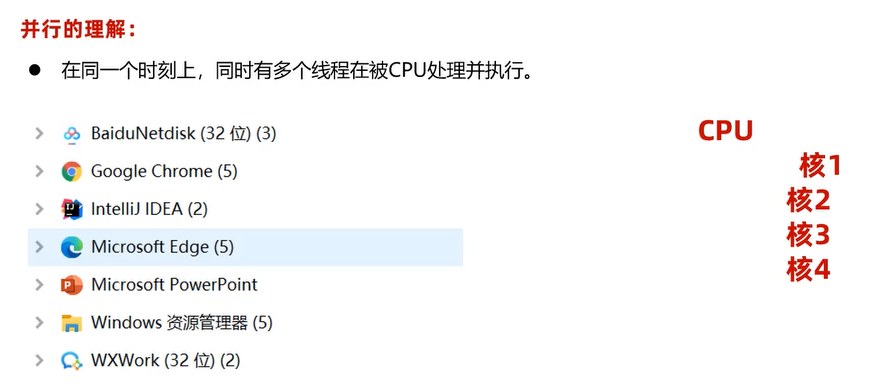 并行的理解：
● 在同一个时刻上，同时有多个线程在被CPU处理并执行。
BaiduNetdisk (32 位) (3)
Google Chrome (5)
IntelliJ IDEA (2)
Microsoft Edge (5)
Microsoft PowerPoint
Windows 资源管理器 (5)
WXWork (32 位) (2)
CPU
核1
核2
核3
核4